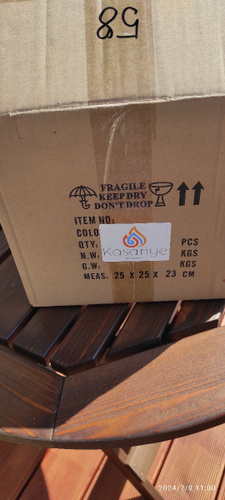 58
FRAGILE
KEEP DRY
DON'T DROP
ITEM NO:
COLO
QTY. PCS
Kasanye
N.W. KGS
G.W. KGS
MEAS. 25 X 25 X 23 CM
2024/7/9 11:00